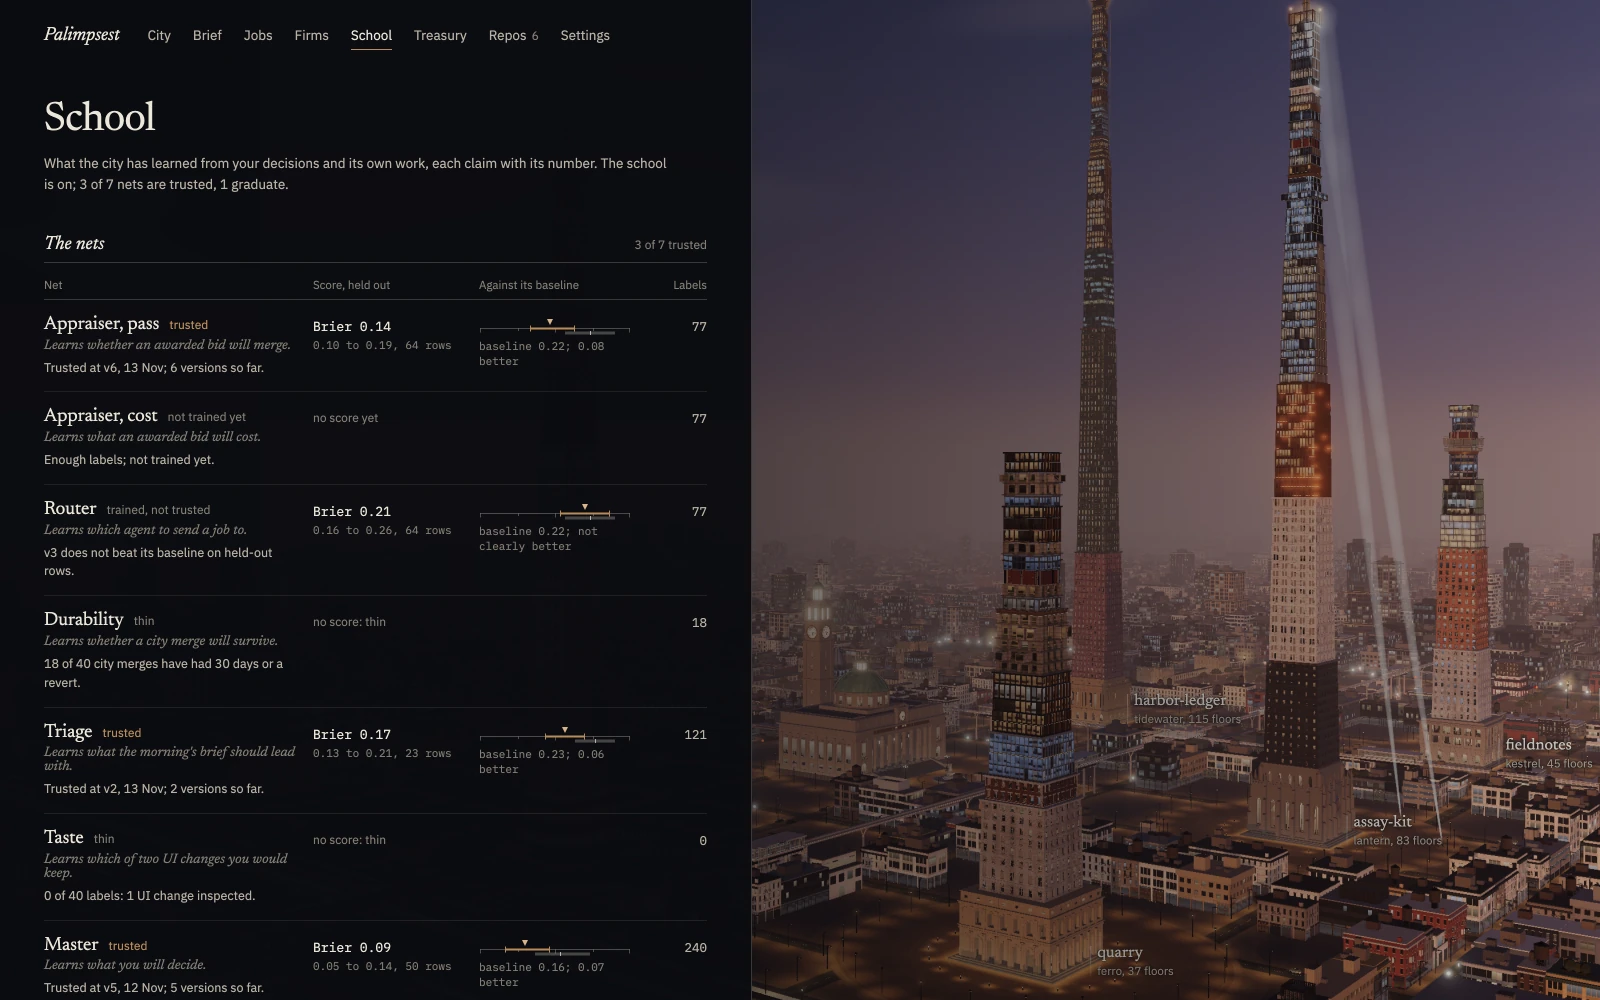 Palimpsest City Brief Jobs Firms School Treasury Repos 6 Settings
School
What the city has learned from your decisions and its own work, each claim with its number. The school
is on; 3 of 7 nets are trusted, 1 graduate.
The nets 3 of 7 trusted
Net Score, held out Against its baseline Labels
Appraiser, pass trusted Brier 0.14 77
Learns whether an awarded bid will merge. 0.10 to 0.19, 64 rows baseline 0.22; 0.08
better
Trusted at v6, 13 Nov; 6 versions so far.
Appraiser, cost not trained yet no score yet 77
Learns what an awarded bid will cost.
Enough labels; not trained yet.
Router trained, not trusted Brier 0.21 77
Learns which agent to send a job to. 0.16 to 0.26, 64 rows baseline 0.22; not
clearly better
v3 does not beat its baseline on held-out
rows.
Durability thin no score: thin 18
Learns whether a city merge will survive.
18 of 40 city merges have had 30 days or a
revert.
Triage trusted Brier 0.17 121
Learns what the morning's brief should lead
with. 0.13 to 0.21, 23 rows baseline 0.23; 0.06
better
Trusted at v2, 13 Nov; 2 versions so far.
Taste thin no score: thin 0
Learns which of two UI changes you would
keep.
0 of 40 labels: 1 UI change inspected.
Master trusted Brier 0.09 240
Learns what you will decide. 0.05 to 0.14, 50 rows baseline 0.16; 0.07
better
Trusted at v5, 12 Nov; 5 versions so far.
harbor-ledger
tidewater, 115 floors
fieldnotes
kestrel, 45 floors
assay-kit
lantern, 83 floors
quarry
ferro, 37 floors